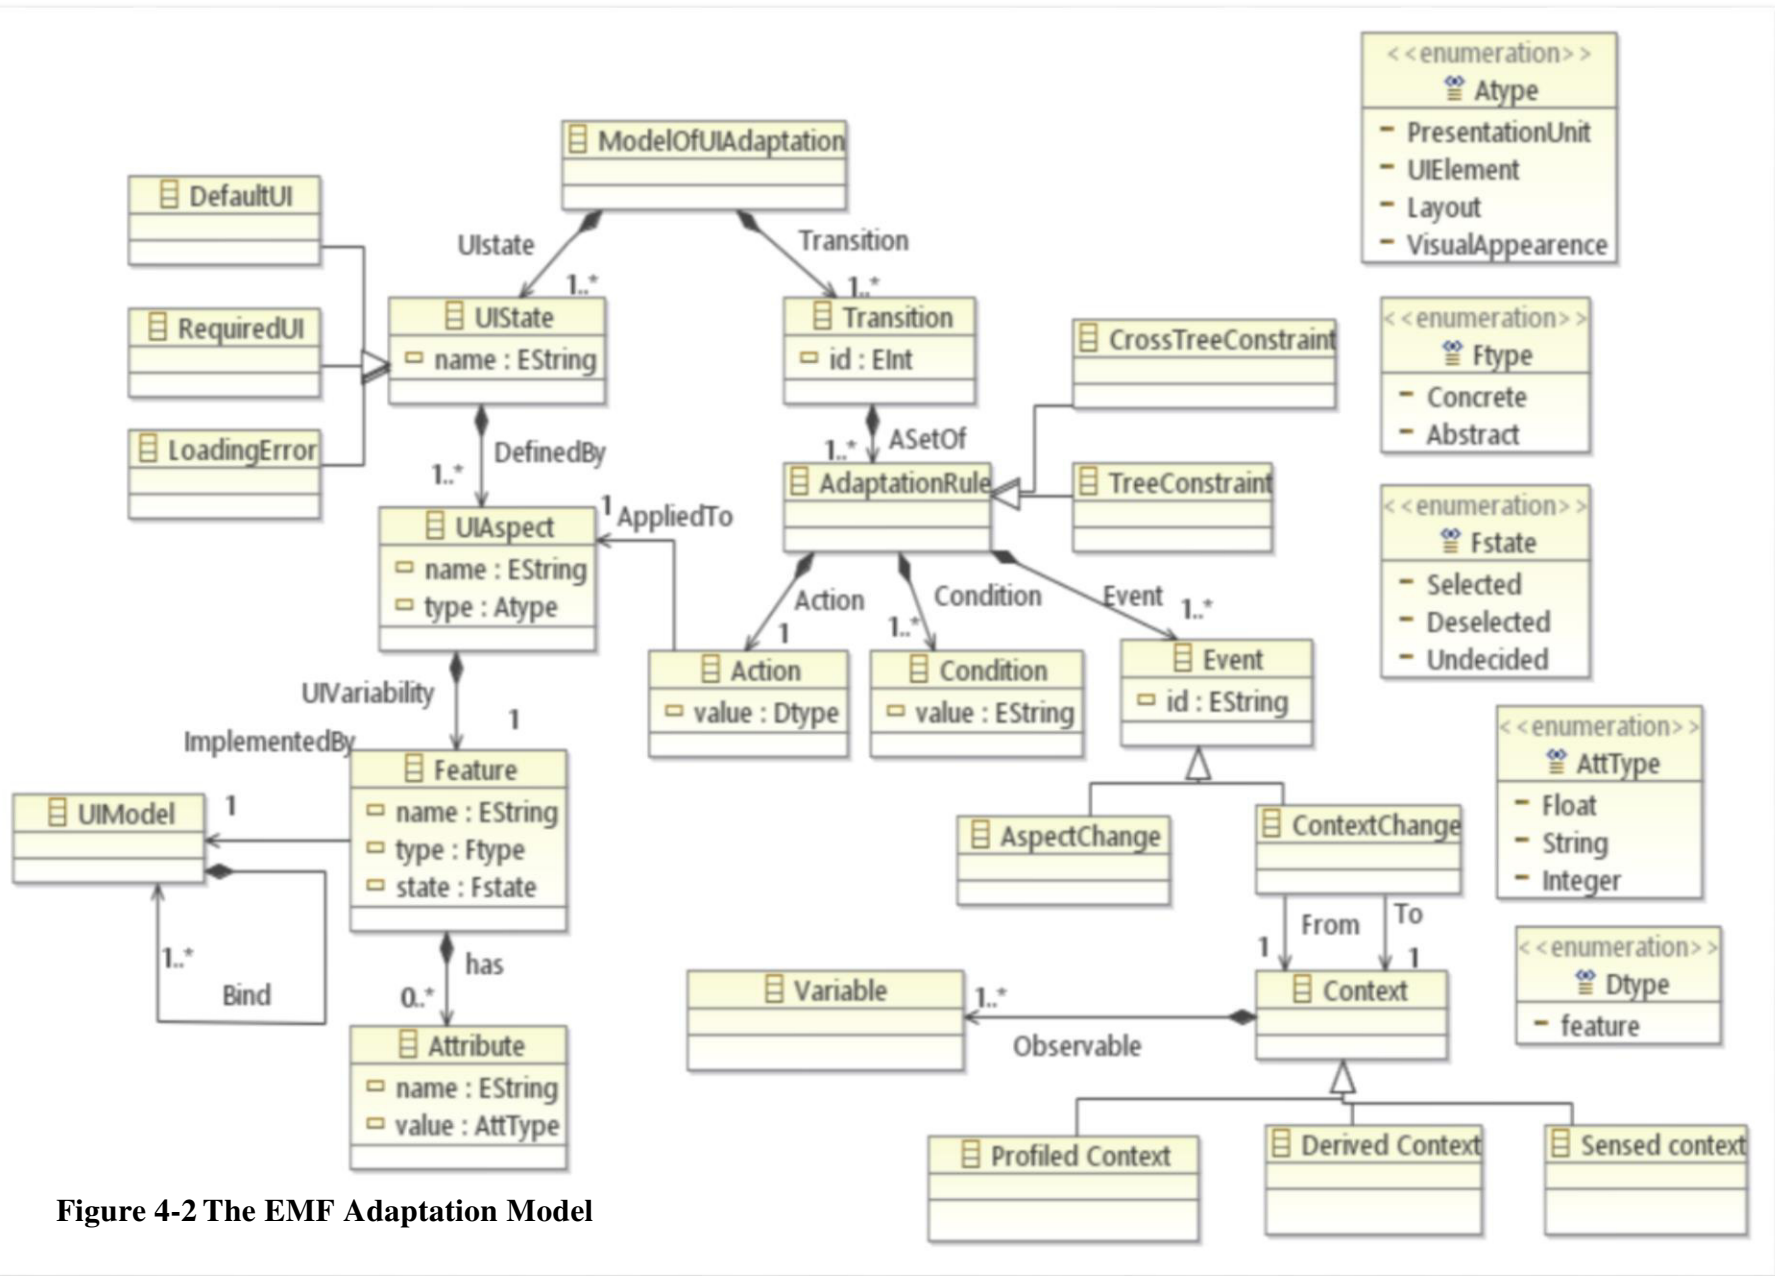 ModelOfUIAdaptation
UIstate
1..*
Transition
1..*
DefaultUI
RequiredUI
LoadingError
UIState
name : EString
DefinedBy
1..*
Transition
id : EInt
ASetOf
1..*
CrossTreeConstraint
TreeConstraint
AdaptationRule
UIAspect
name : EString
type : Atype
1
AppliedTo
Action
1
Condition
1..*
Event
1..*
Action
value : Dtype
Condition
value : EString
Event
id : EString
UIVariability
1
ImplementedBy
1
Feature
name : EString
type : Ftype
state : Fstate
UIModel
1..*
Bind
has
0..*
Attribute
name : EString
value : AttType
AspectChange
ContextChange
From
1
To
1
Variable
1..*
Observable
Context
Profiled Context
Derived Context
Sensed context
<<enumeration>>
Atype
PresentationUnit
UIElement
Layout
VisualAppearence
<<enumeration>>
Ftype
Concrete
Abstract
<<enumeration>>
Fstate
Selected
Deselected
Undecided
<<enumeration>>
AttType
Float
String
Integer
<<enumeration>>
Dtype
feature
Figure 4-2 The EMF Adaptation Model